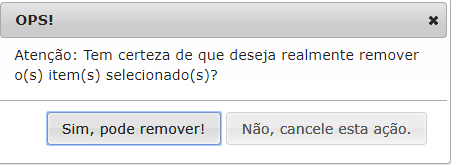 OPS!
Atenção: Tem certeza de que deseja realmente remover
o(s) item(s) selecionado(s)?
Sim, pode remover!
Não, cancele esta ação.